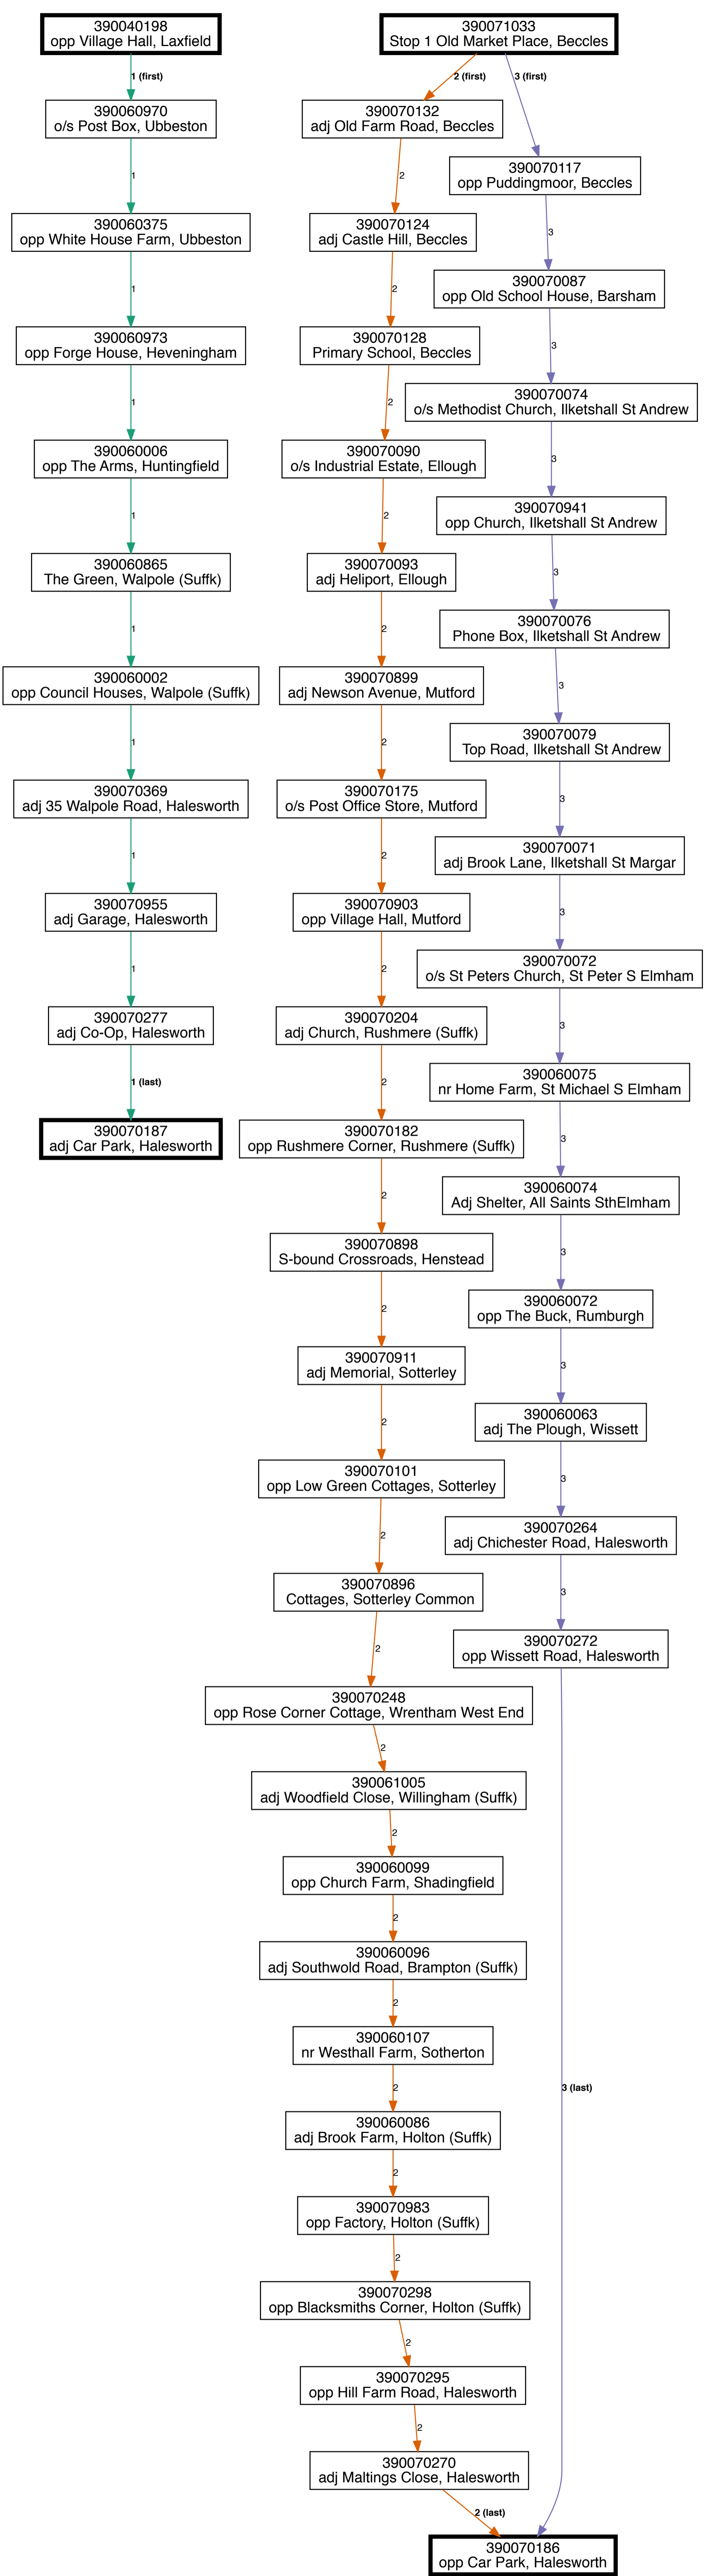 390040198
opp Village Hall, Laxfield
1 (first)
390060970
o/s Post Box, Ubbeston
1
390060375
opp White House Farm, Ubbeston
1
390060973
opp Forge House, Heveningham
1
390060006
opp The Arms, Huntingfield
1
390060865
The Green, Walpole (Suffk)
1
390060002
opp Council Houses, Walpole (Suffk)
1
390070369
adj 35 Walpole Road, Halesworth
1
390070955
adj Garage, Halesworth
1
390070277
adj Co-Op, Halesworth
1 (last)
390070187
adj Car Park, Halesworth
390071033
Stop 1 Old Market Place, Beccles
2 (first)
390070132
adj Old Farm Road, Beccles
2
390070124
adj Castle Hill, Beccles
2
390070128
Primary School, Beccles
2
390070090
o/s Industrial Estate, Ellough
2
390070093
adj Heliport, Ellough
2
390070899
adj Newson Avenue, Mutford
2
390070175
o/s Post Office Store, Mutford
2
390070903
opp Village Hall, Mutford
2
390070204
adj Church, Rushmere (Suffk)
2
390070182
opp Rushmere Corner, Rushmere (Suffk)
2
390070898
S-bound Crossroads, Henstead
2
390070911
adj Memorial, Sotterley
2
390070101
opp Low Green Cottages, Sotterley
2
390070896
Cottages, Sotterley Common
2
390070248
opp Rose Corner Cottage, Wrentham West End
2
390061005
adj Woodfield Close, Willingham (Suffk)
2
390060099
opp Church Farm, Shadingfield
2
390060096
adj Southwold Road, Brampton (Suffk)
2
390060107
nr Westhall Farm, Sotherton
2
390060086
adj Brook Farm, Holton (Suffk)
2
390070983
opp Factory, Holton (Suffk)
2
390070298
opp Blacksmiths Corner, Holton (Suffk)
2
390070295
opp Hill Farm Road, Halesworth
2
390070270
adj Maltings Close, Halesworth
2 (last)
3 (first)
390070117
opp Puddingmoor, Beccles
3
390070087
opp Old School House, Barsham
3
390070074
o/s Methodist Church, Ilketshall St Andrew
3
390070941
opp Church, Ilketshall St Andrew
3
390070076
Phone Box, Ilketshall St Andrew
3
390070079
Top Road, Ilketshall St Andrew
3
390070071
adj Brook Lane, Ilketshall St Margar
3
390070072
o/s St Peters Church, St Peter S Elmham
3
390060075
nr Home Farm, St Michael S Elmham
3
390060074
Adj Shelter, All Saints SthElmham
3
390060072
opp The Buck, Rumburgh
3
390060063
adj The Plough, Wissett
3
390070264
adj Chichester Road, Halesworth
3
390070272
opp Wissett Road, Halesworth
3 (last)
390070186
opp Car Park, Halesworth